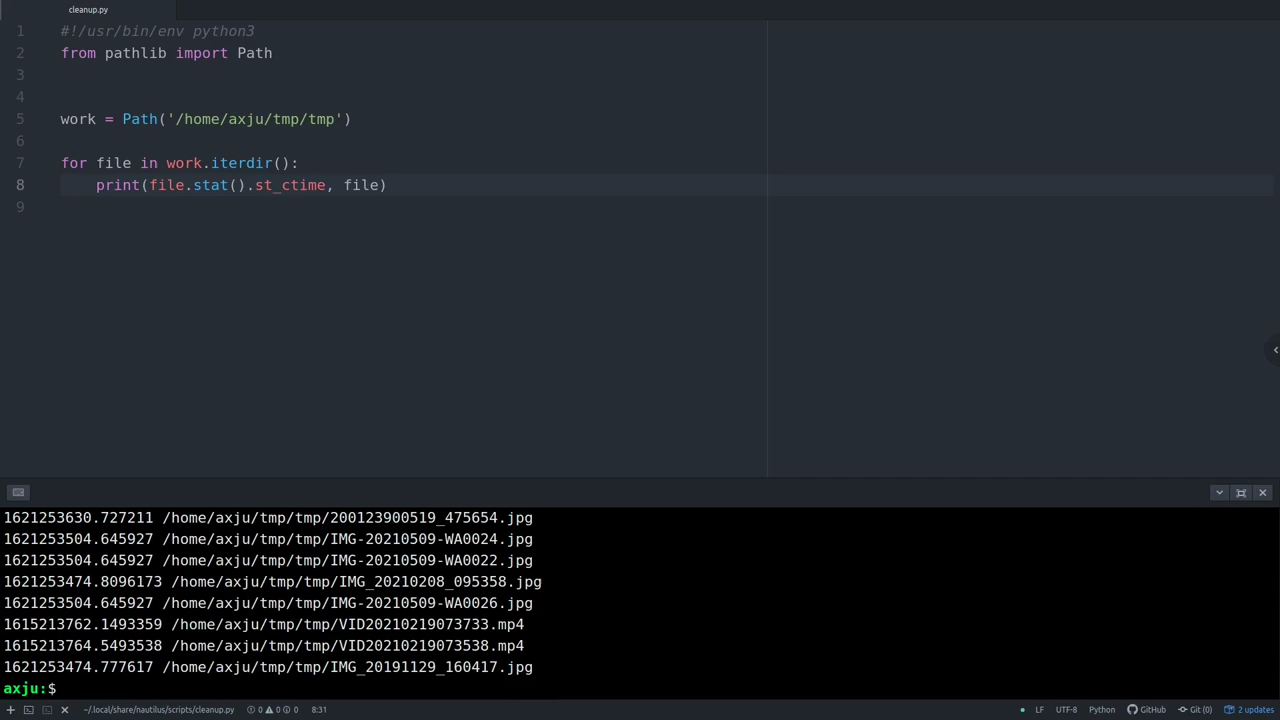 cleanup.py
1 #!/usr/bin/env python3
2 from pathlib import Path
3
4
5 work = Path('/home/axju/tmp/tmp')
6
7 for file in work.iterdir():
8 print(file.stat().st_ctime, file)
9
1621253630.727211 /home/axju/tmp/tmp/200123900519_475654.jpg
1621253504.645927 /home/axju/tmp/tmp/IMG-20210509-WA0024.jpg
1621253504.645927 /home/axju/tmp/tmp/IMG-20210509-WA0022.jpg
1621253474.8096173 /home/axju/tmp/tmp/IMG_20210208_095358.jpg
1621253504.645927 /home/axju/tmp/tmp/IMG-20210509-WA0026.jpg
1615213762.1493359 /home/axju/tmp/tmp/VID20210219073733.mp4
1615213764.5493538 /home/axju/tmp/tmp/VID20210219073538.mp4
1621253474.777617 /home/axju/tmp/tmp/IMG_20191129_160417.jpg
axju:$
~/.local/share/nautilus/scripts/cleanup.py 0 0 0 8:31 LF UTF-8 Python GitHub Git (0) 2 updates